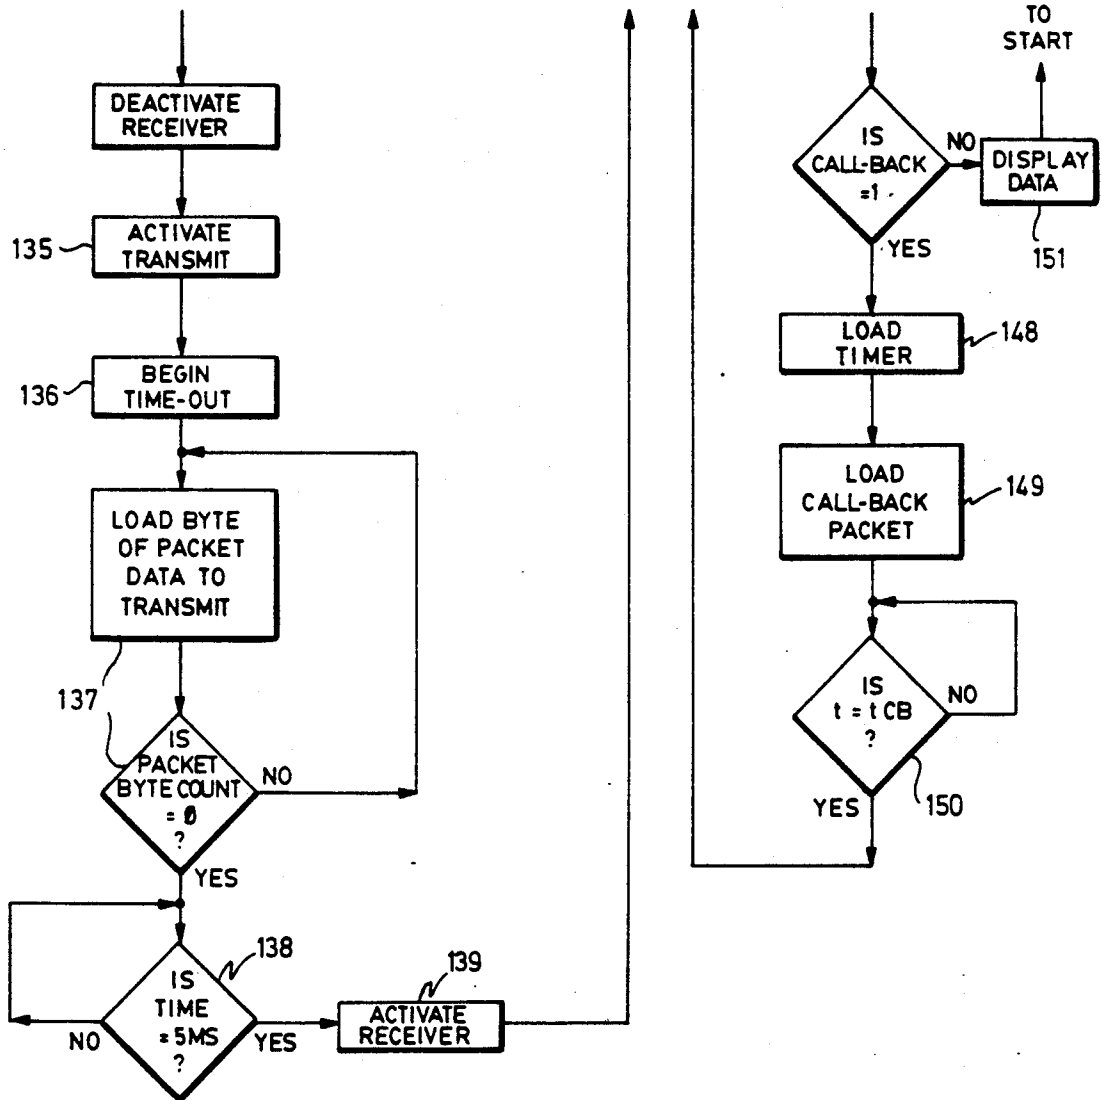 DEACTIVATE
RECEIVER
135
ACTIVATE
TRANSMIT
136
BEGIN
TIME-OUT
LOAD BYTE
OF PACKET
DATA TO
TRANSMIT
137
IS
PACKET
BYTE COUNT
= 0
?
NO
YES
138
IS
TIME
= 5MS
?
NO
YES
139
ACTIVATE
RECEIVER
TO
START
IS
CALL-BACK
=1
NO
DISPLAY
DATA
151
YES
LOAD
TIMER
148
LOAD
CALL-BACK
PACKET
149
IS
t = tCB
?
NO
150
YES